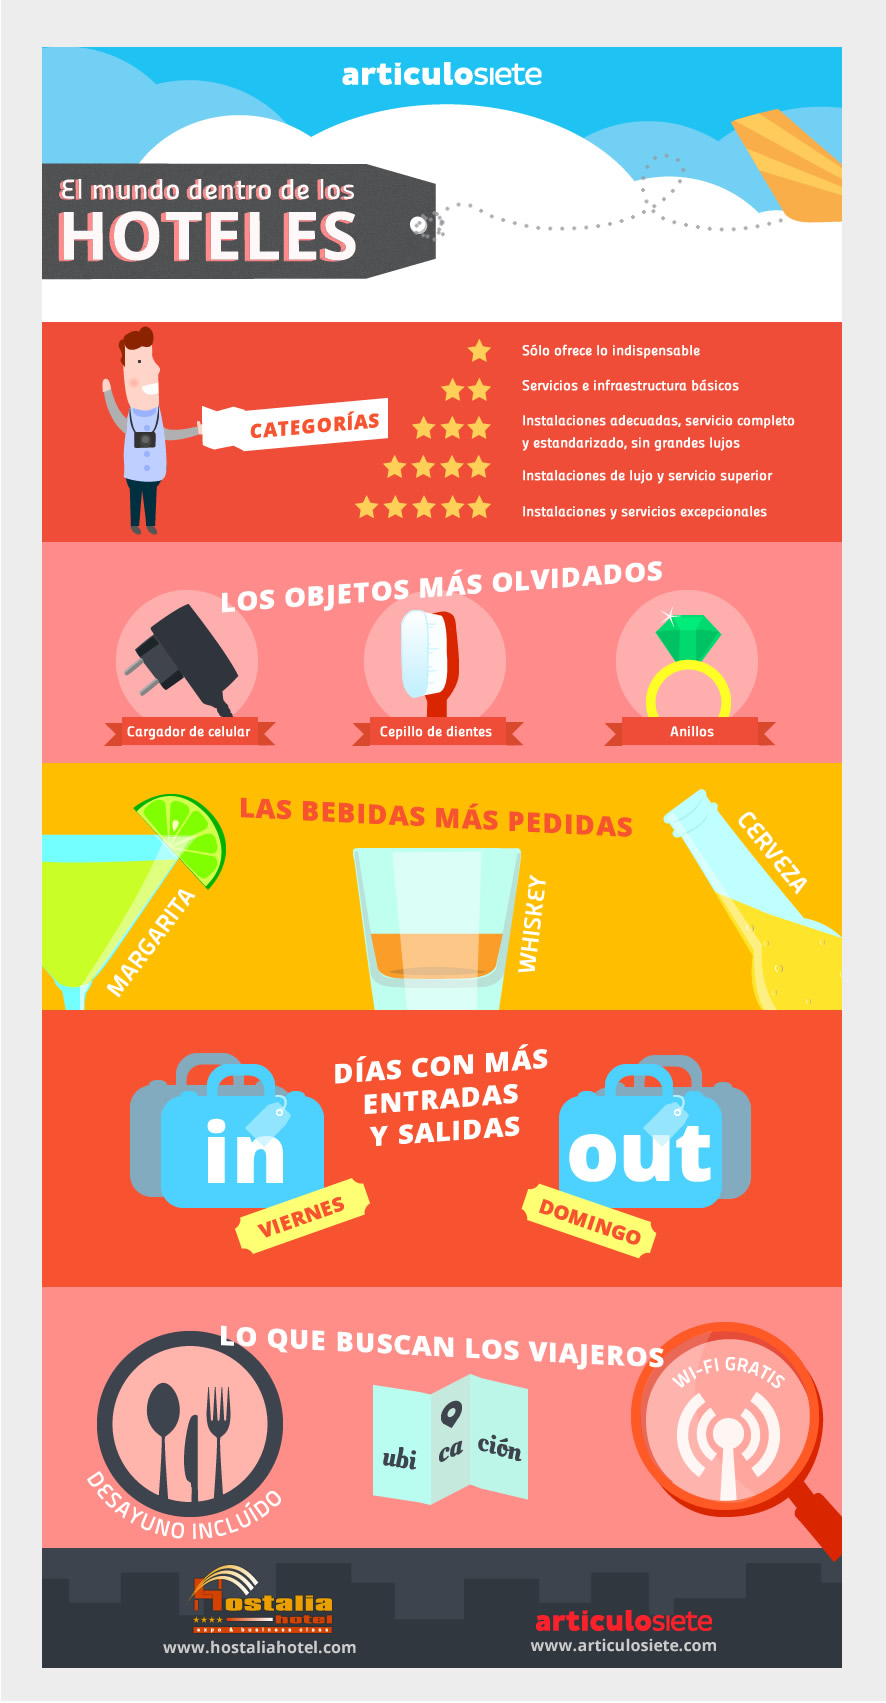 articulosiete
El mundo dentro de los
HOTELES
CATEGORÍAS
Sólo ofrece lo indispensable
Servicios e infraestructura básicos
Instalaciones adecuadas, servicio completo
y estandarizado, sin grandes lujos
Instalaciones de lujo y servicio superior
Instalaciones y servicios excepcionales
LOS OBJETOS MÁS OLVIDADOS
Cargador de celular
Cepillo de dientes
Anillos
LAS BEBIDAS MÁS PEDIDAS
MARGARITA
WHISKEY
CERVEZA
DÍAS CON MÁS
ENTRADAS
Y SALIDAS
in
out
VIERNES
DOMINGO
LO QUE BUSCAN LOS VIAJEROS
DESAYUNO INCLUÍDO
ubi ca ción
WI-FI GRATIS
Hostalia
hotel
expo & business class
www.hostaliahotel.com
articulosiete
www.articulosiete.com